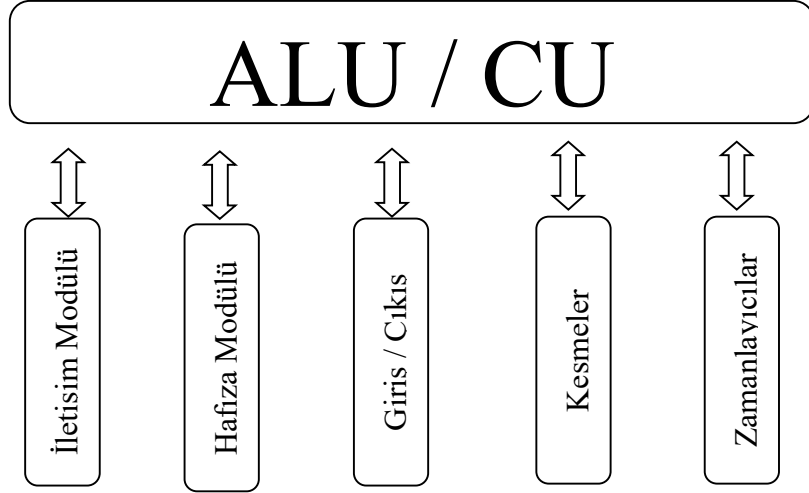 ALU / CU
İletisim Modülü
Hafıza Modülü
Giris / Cıkıs
Kesmeler
Zamanlayıcılar